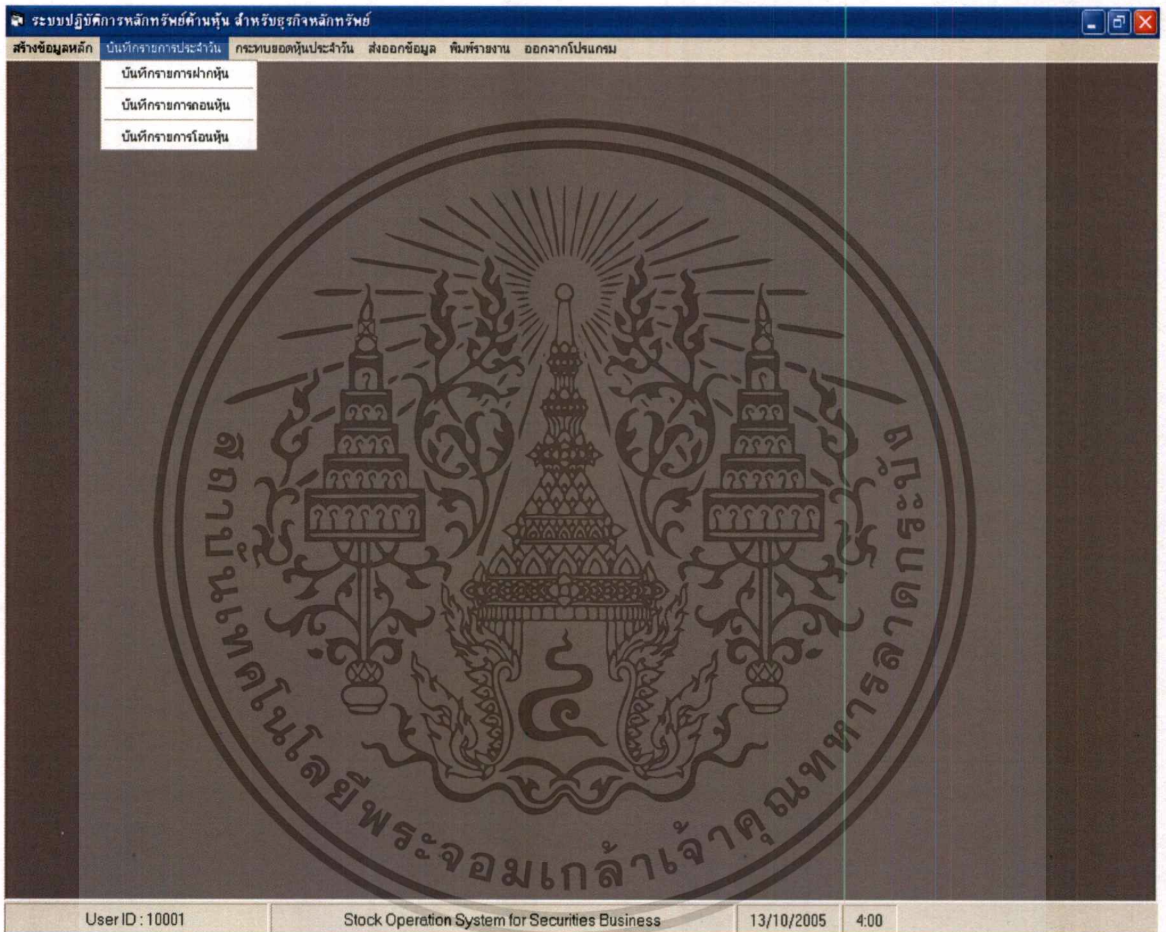 ระบบปฏิบัติการหลักทรัพย์ด้านหุ้น สำหรับธุรกิจหลักทรัพย์
สร้างข้อมูลหลัก บันทึกรายการประจำวัน กระทบยอดหุ้นประจำวัน ส่งออกข้อมูล พิมพ์รายงาน ออกจากโปรแกรม
บันทึกรายการฝากหุ้น
บันทึกรายการถอนหุ้น
บันทึกรายการโอนหุ้น
สถาบันเทคโนโลยีพระจอมเกล้าเจ้าคุณทหารลาดกระบัง
User ID : 10001 Stock Operation System for Securities Business 13/10/2005 4:00